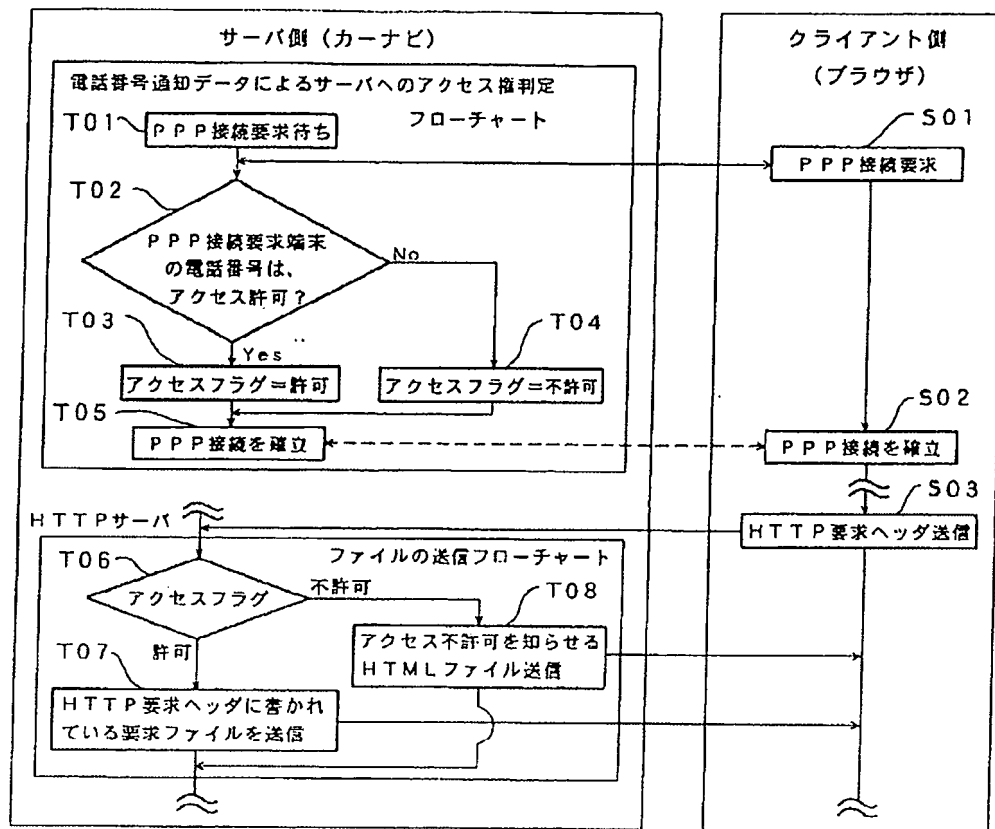 サーバ側（カーナビ）
電話番号通知データによるサーバへのアクセス権判定
フローチャート
T01
PPP接続要求待ち
T02
PPP接続要求端末
の電話番号は、
アクセス許可？
No
Yes
T03
アクセスフラグ＝許可
T04
アクセスフラグ＝不許可
T05
PPP接続を確立
HTTPサーバ
ファイルの送信フローチャート
T06
アクセスフラグ
不許可
許可
T07
HTTP要求ヘッダに書かれ
ている要求ファイルを送信
T08
アクセス不許可を知らせる
HTMLファイル送信
クライアント側
（ブラウザ）
S01
PPP接続要求
S02
PPP接続を確立
S03
HTTP要求ヘッダ送信